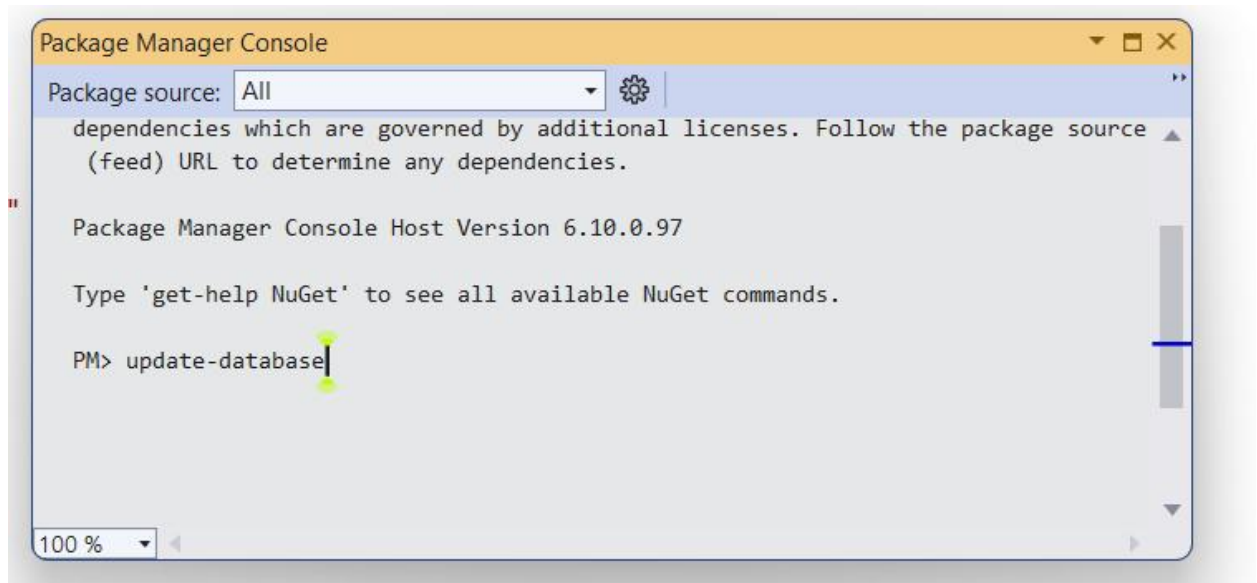 Package Manager Console
Package source: All
dependencies which are governed by additional licenses. Follow the package source
(feed) URL to determine any dependencies.
"
Package Manager Console Host Version 6.10.0.97
Type 'get-help NuGet' to see all available NuGet commands.
PM> update-database
100 %